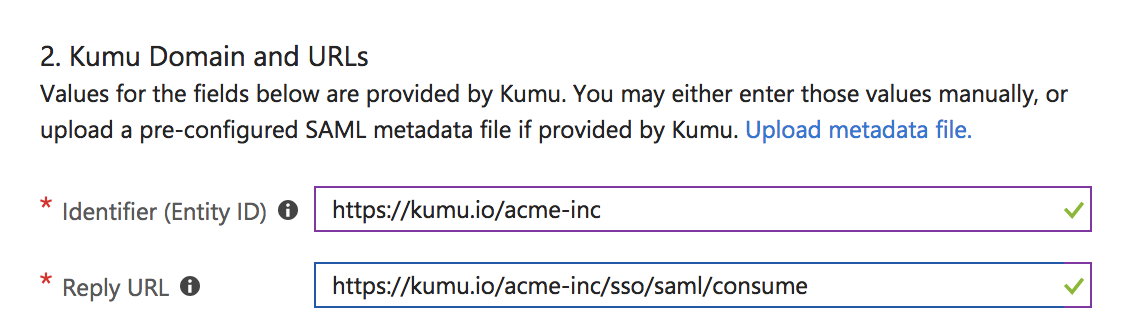 2. Kumu Domain and URLs
Values for the fields below are provided by Kumu. You may either enter those values manually, or
upload a pre-configured SAML metadata file if provided by Kumu. Upload metadata file.
* Identifier (Entity ID) https://kumu.io/acme-inc
* Reply URL https://kumu.io/acme-inc/sso/saml/consume